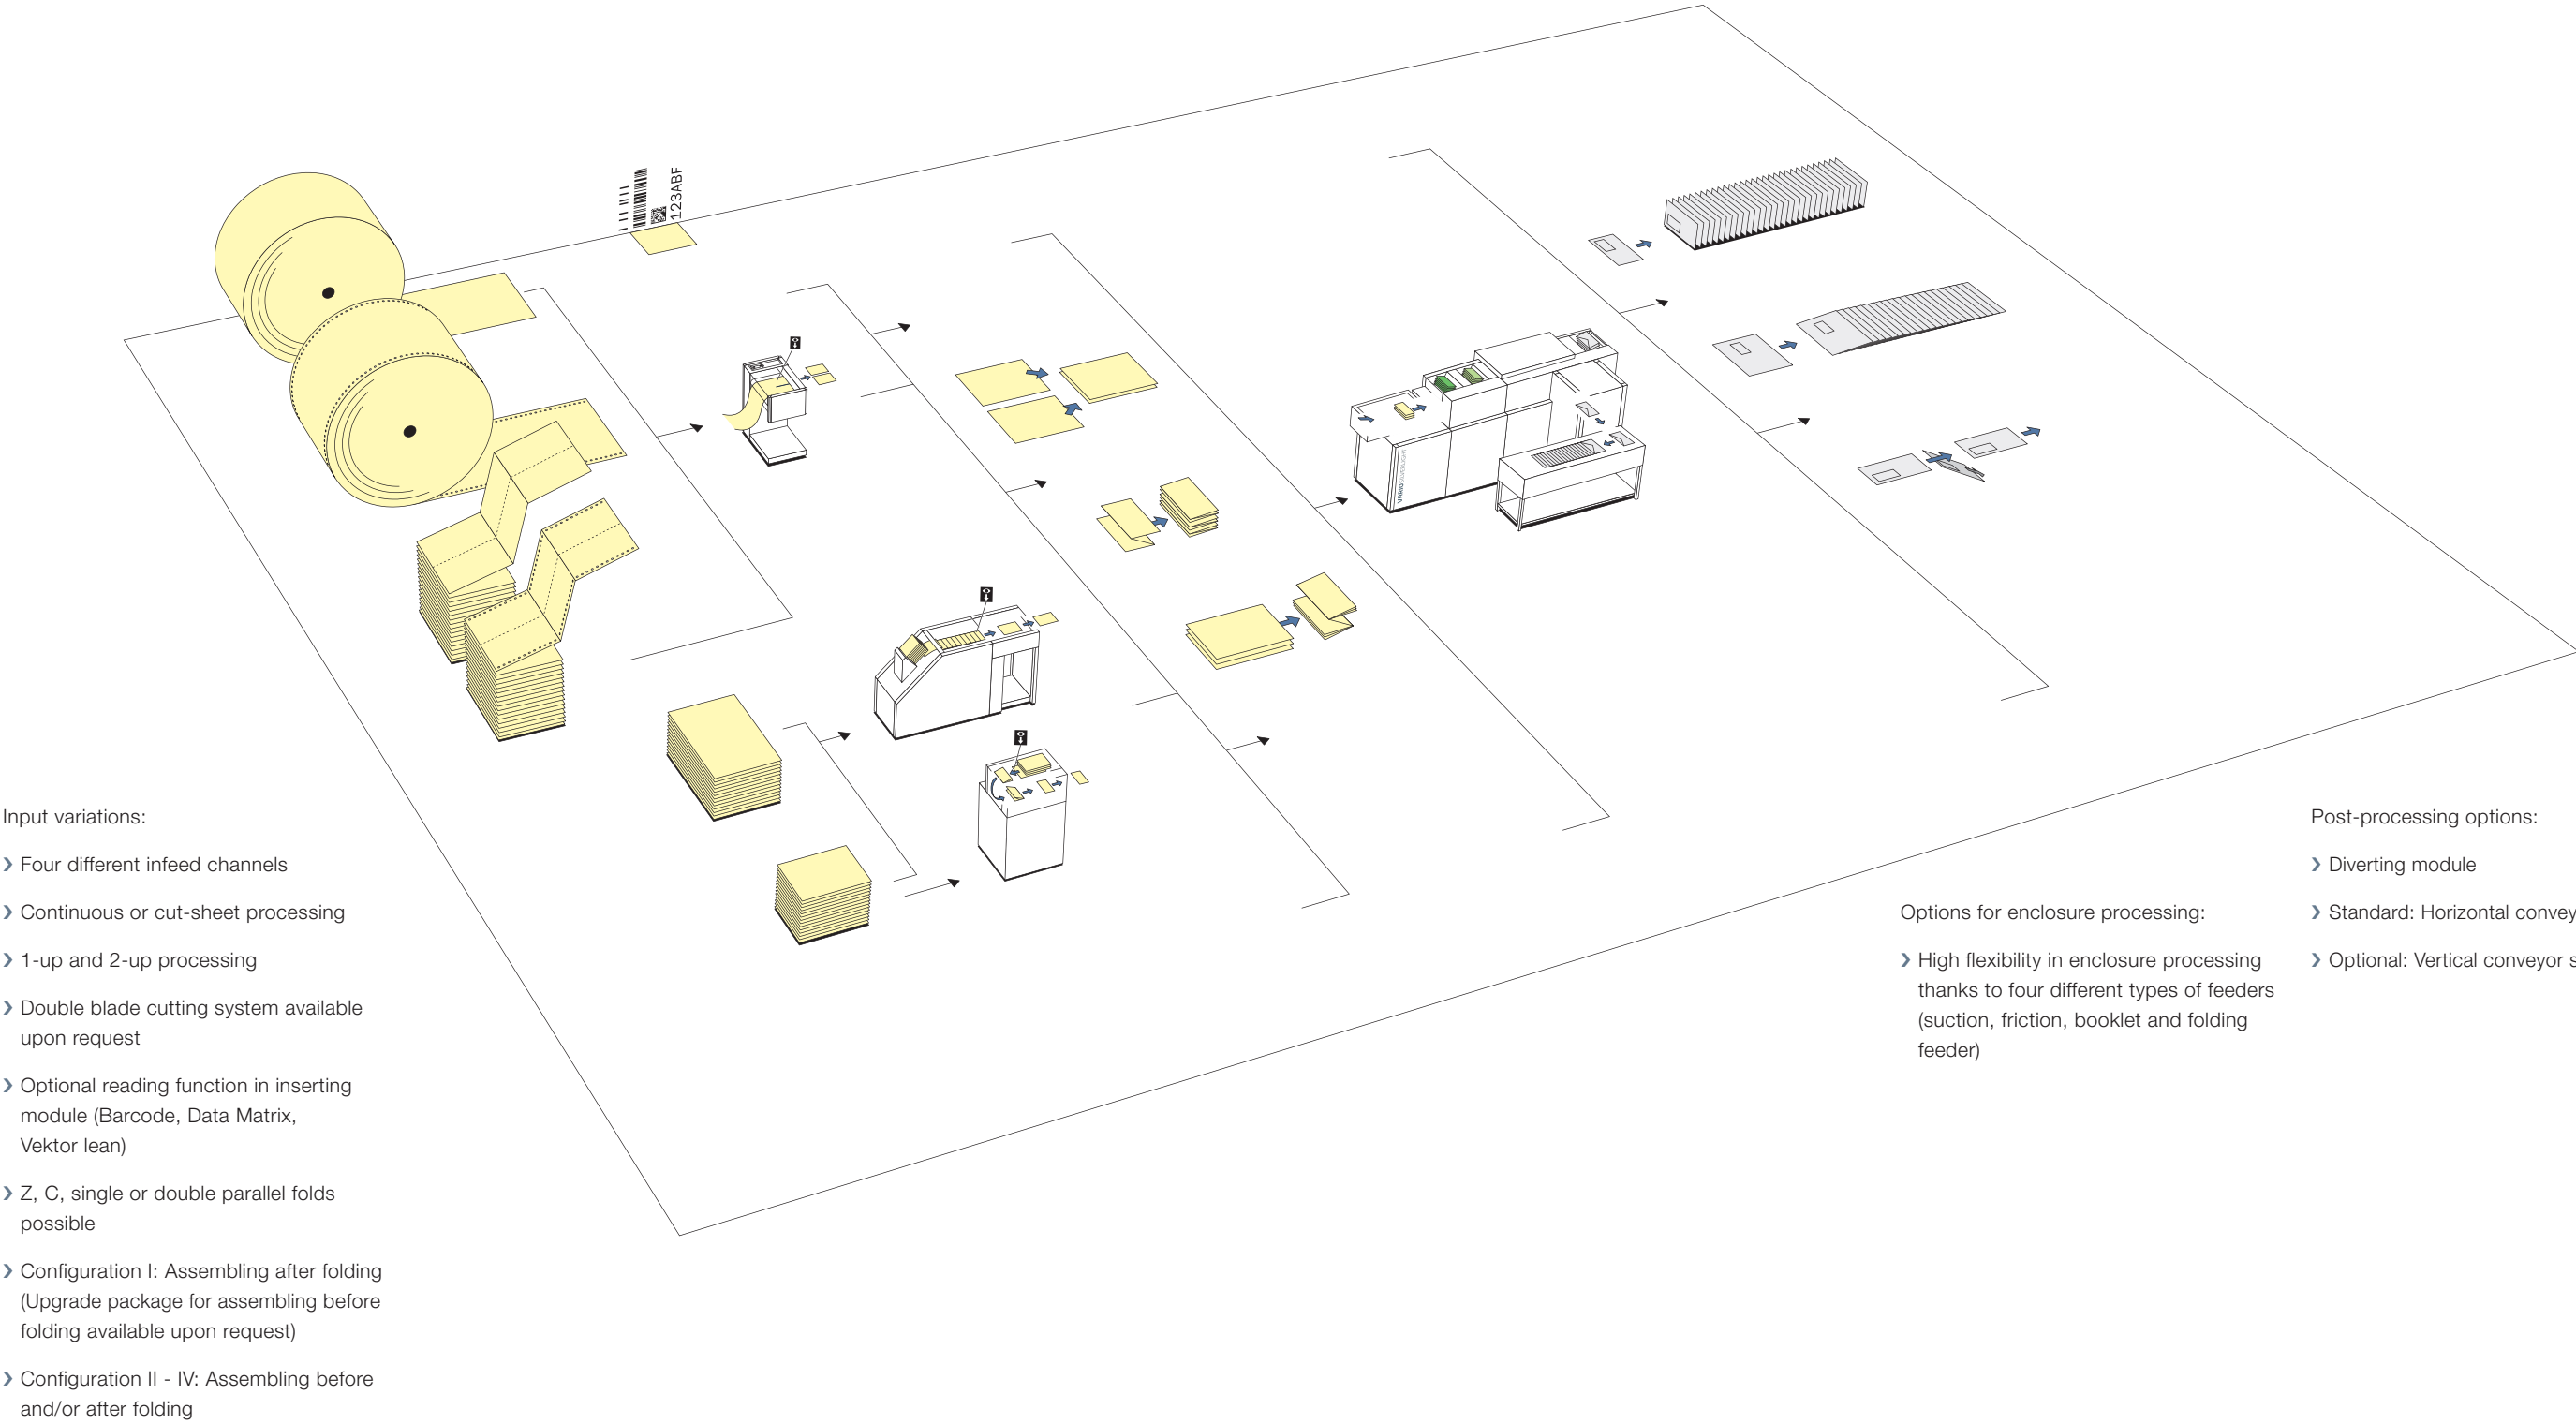 123ABF
VARIOSILVERLIGHT
Input variations:
❯ Four different infeed channels
❯ Continuous or cut-sheet processing
❯ 1-up and 2-up processing
❯ Double blade cutting system available
upon request
❯ Optional reading function in inserting
module (Barcode, Data Matrix,
Vektor lean)
❯ Z, C, single or double parallel folds
possible
❯ Configuration I: Assembling after folding
(Upgrade package for assembling before
folding available upon request)
❯ Configuration II - IV: Assembling before
and/or after folding
Options for enclosure processing:
❯ High flexibility in enclosure processing
thanks to four different types of feeders
(suction, friction, booklet and folding
feeder)
Post-processing options:
❯ Diverting module
❯ Standard: Horizontal convey
❯ Optional: Vertical conveyor s